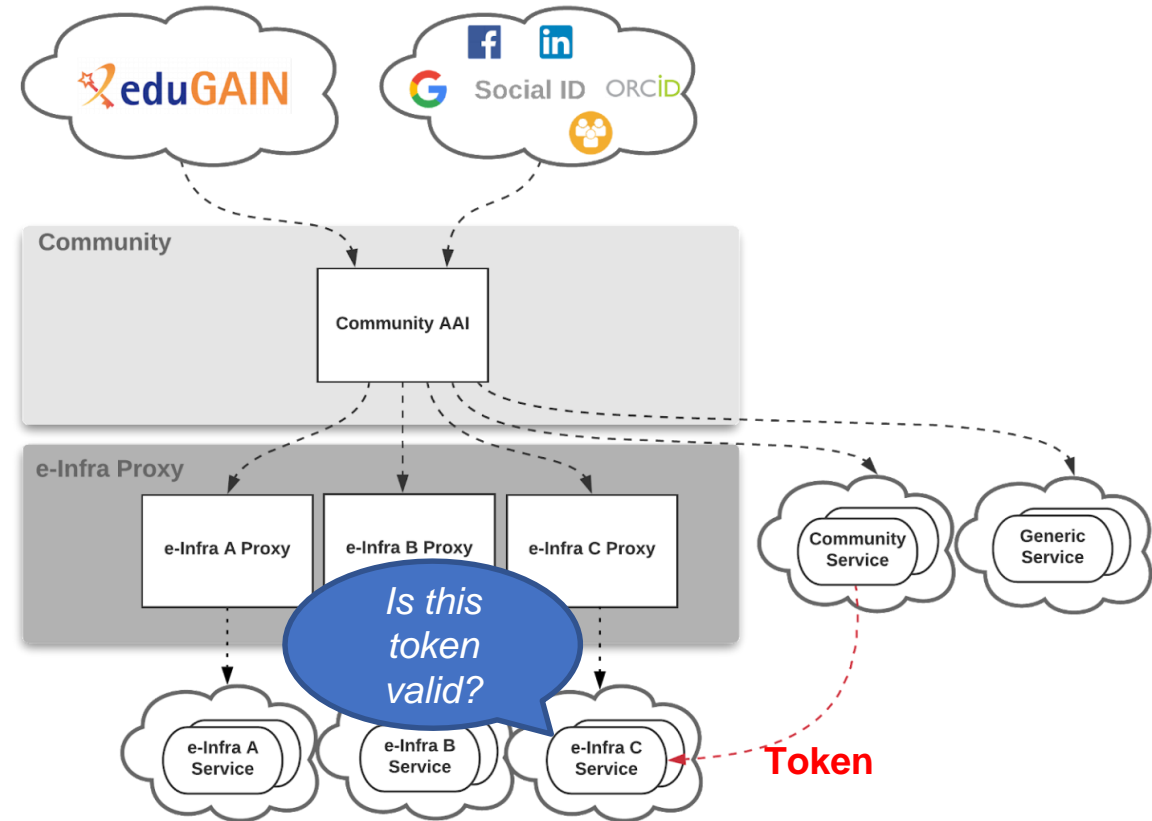 eduGAIN
f
in
G
Social ID
ORCiD
Community
Community AAI
e-Infra Proxy
e-Infra A Proxy
e-Infra B Proxy
e-Infra C Proxy
Community
Service
Generic
Service
Is this
token
valid?
e-Infra A
Service
e-Infra B
Service
e-Infra C
Service
Token